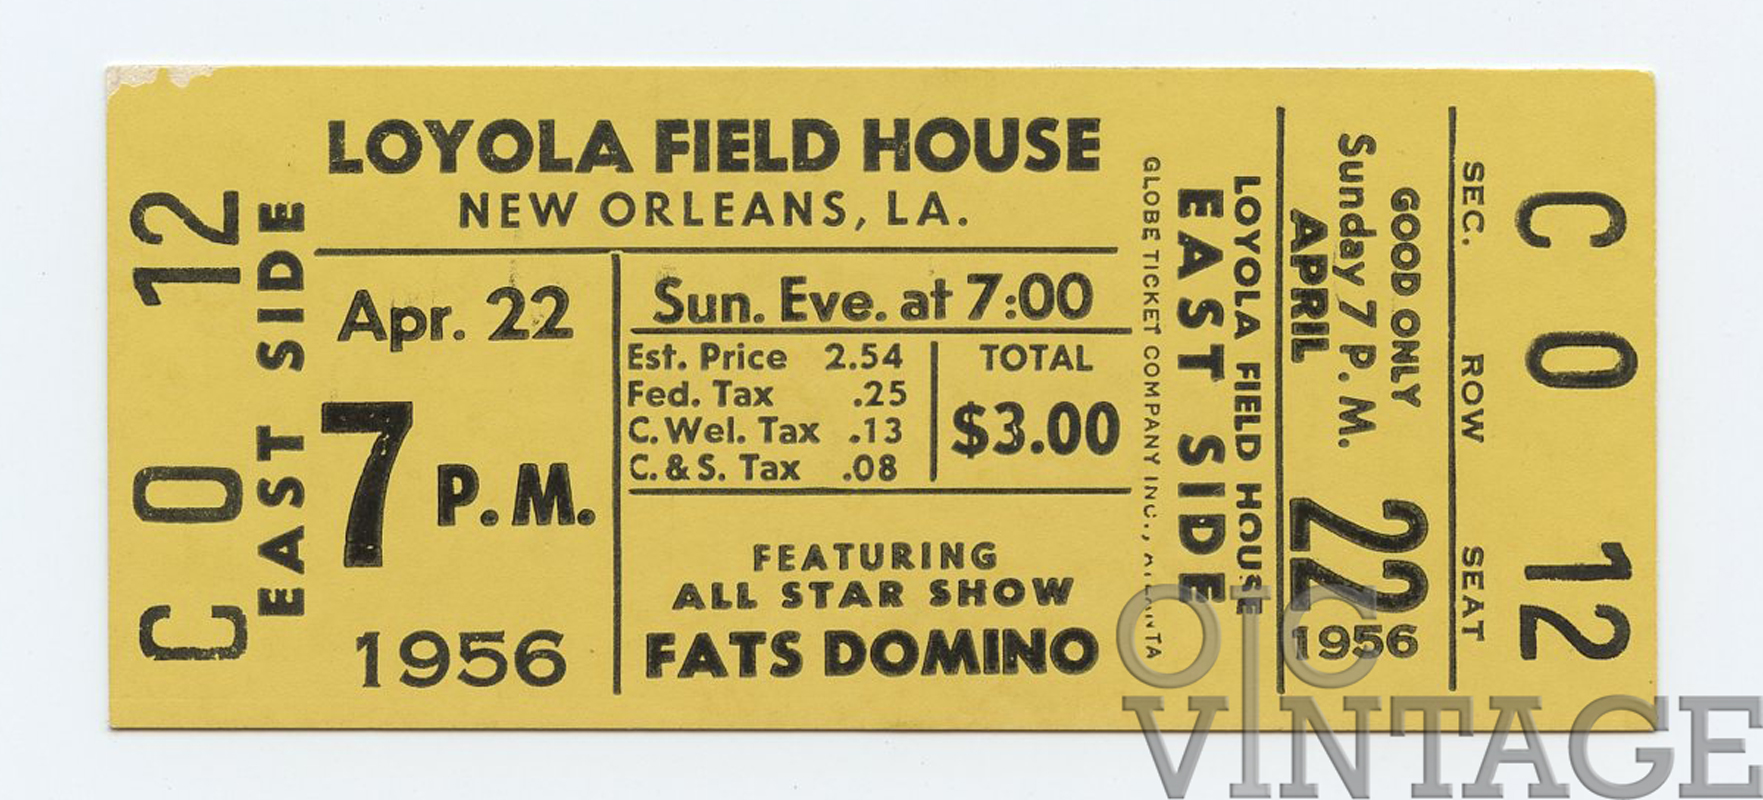 C O 12
EAST SIDE
LOYOLA FIELD HOUSE
NEW ORLEANS, LA.
Apr. 22
7 P.M.
1956
Sun. Eve. at 7:00
Est. Price 2.54
Fed. Tax .25
C. Wel. Tax .13
C. & S. Tax .08
TOTAL
$3.00
FEATURING
ALL STAR SHOW
FATS DOMINO
GLOBE TICKET COMPANY INC., ATLANTA
EAST SIDE
LOYOLA FIELD HOUSE
APRIL 22
Sunday 7 P.M.
GOOD ONLY
1956
SEC. ROW SEAT
C O 12
OTC
VINTAGE